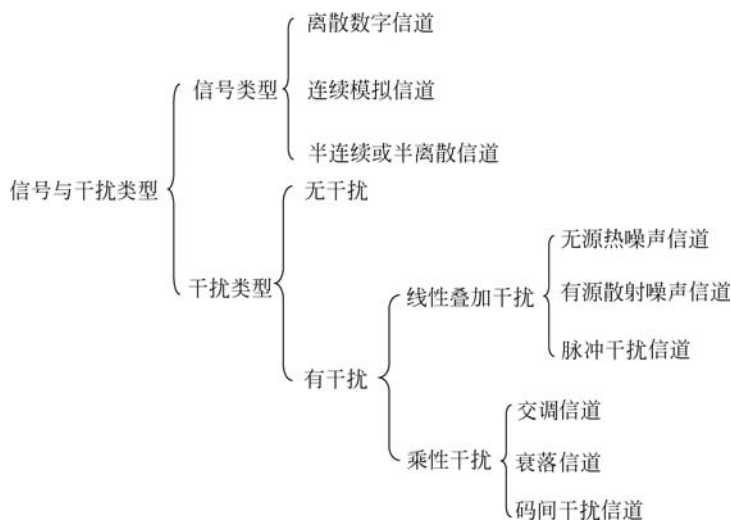 信号与干扰类型
信号类型
离散数字信道
连续模拟信道
半连续或半离散信道
干扰类型
无干扰
有干扰
线性叠加干扰
无源热噪声信道
有源散射噪声信道
脉冲干扰信道
乘性干扰
交调信道
衰落信道
码间干扰信道